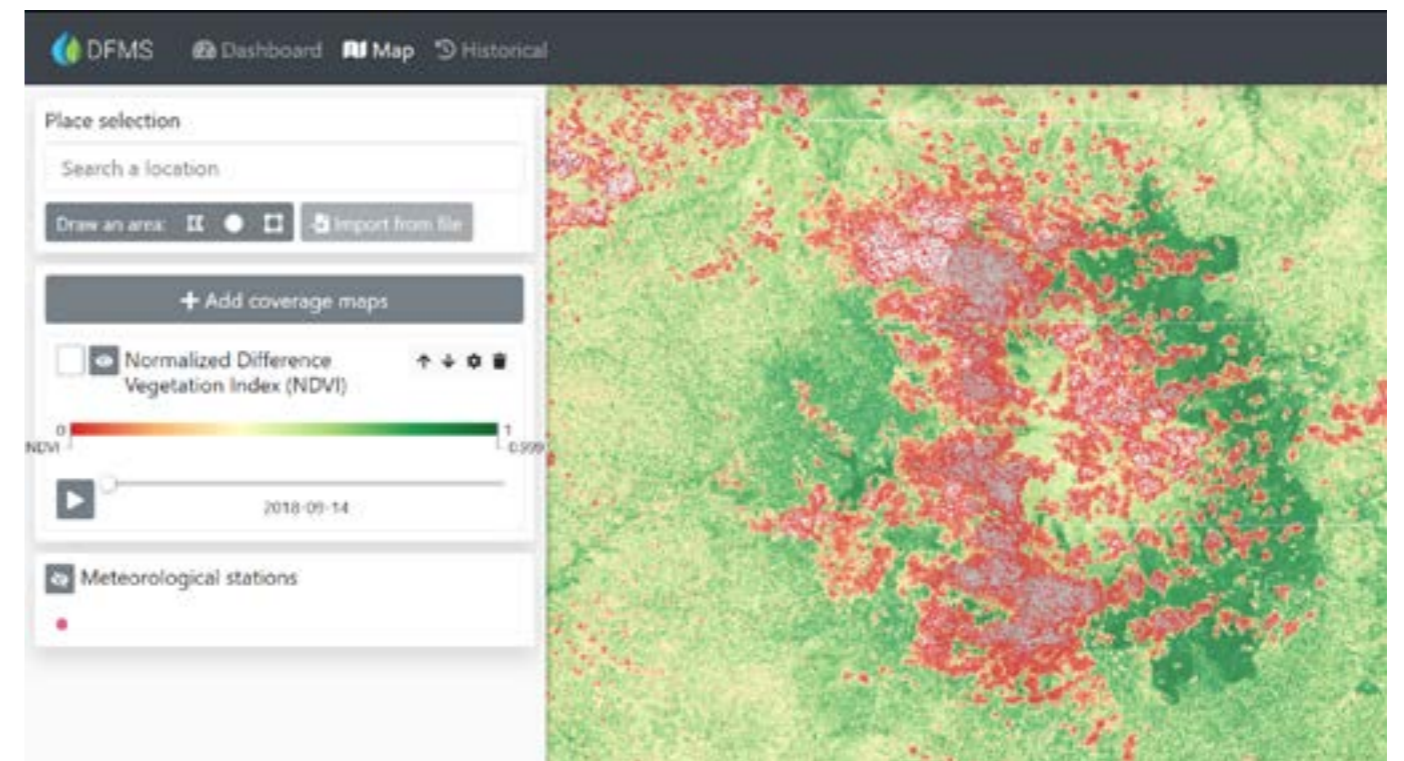 DFMS Dashboard Map Historical
Place selection
Search a location
Draw an area: Import from file
+ Add coverage maps
Normalized Difference
Vegetation Index (NDVI)
0 1
NDVI 0.999
2018-09-14
Meteorological stations